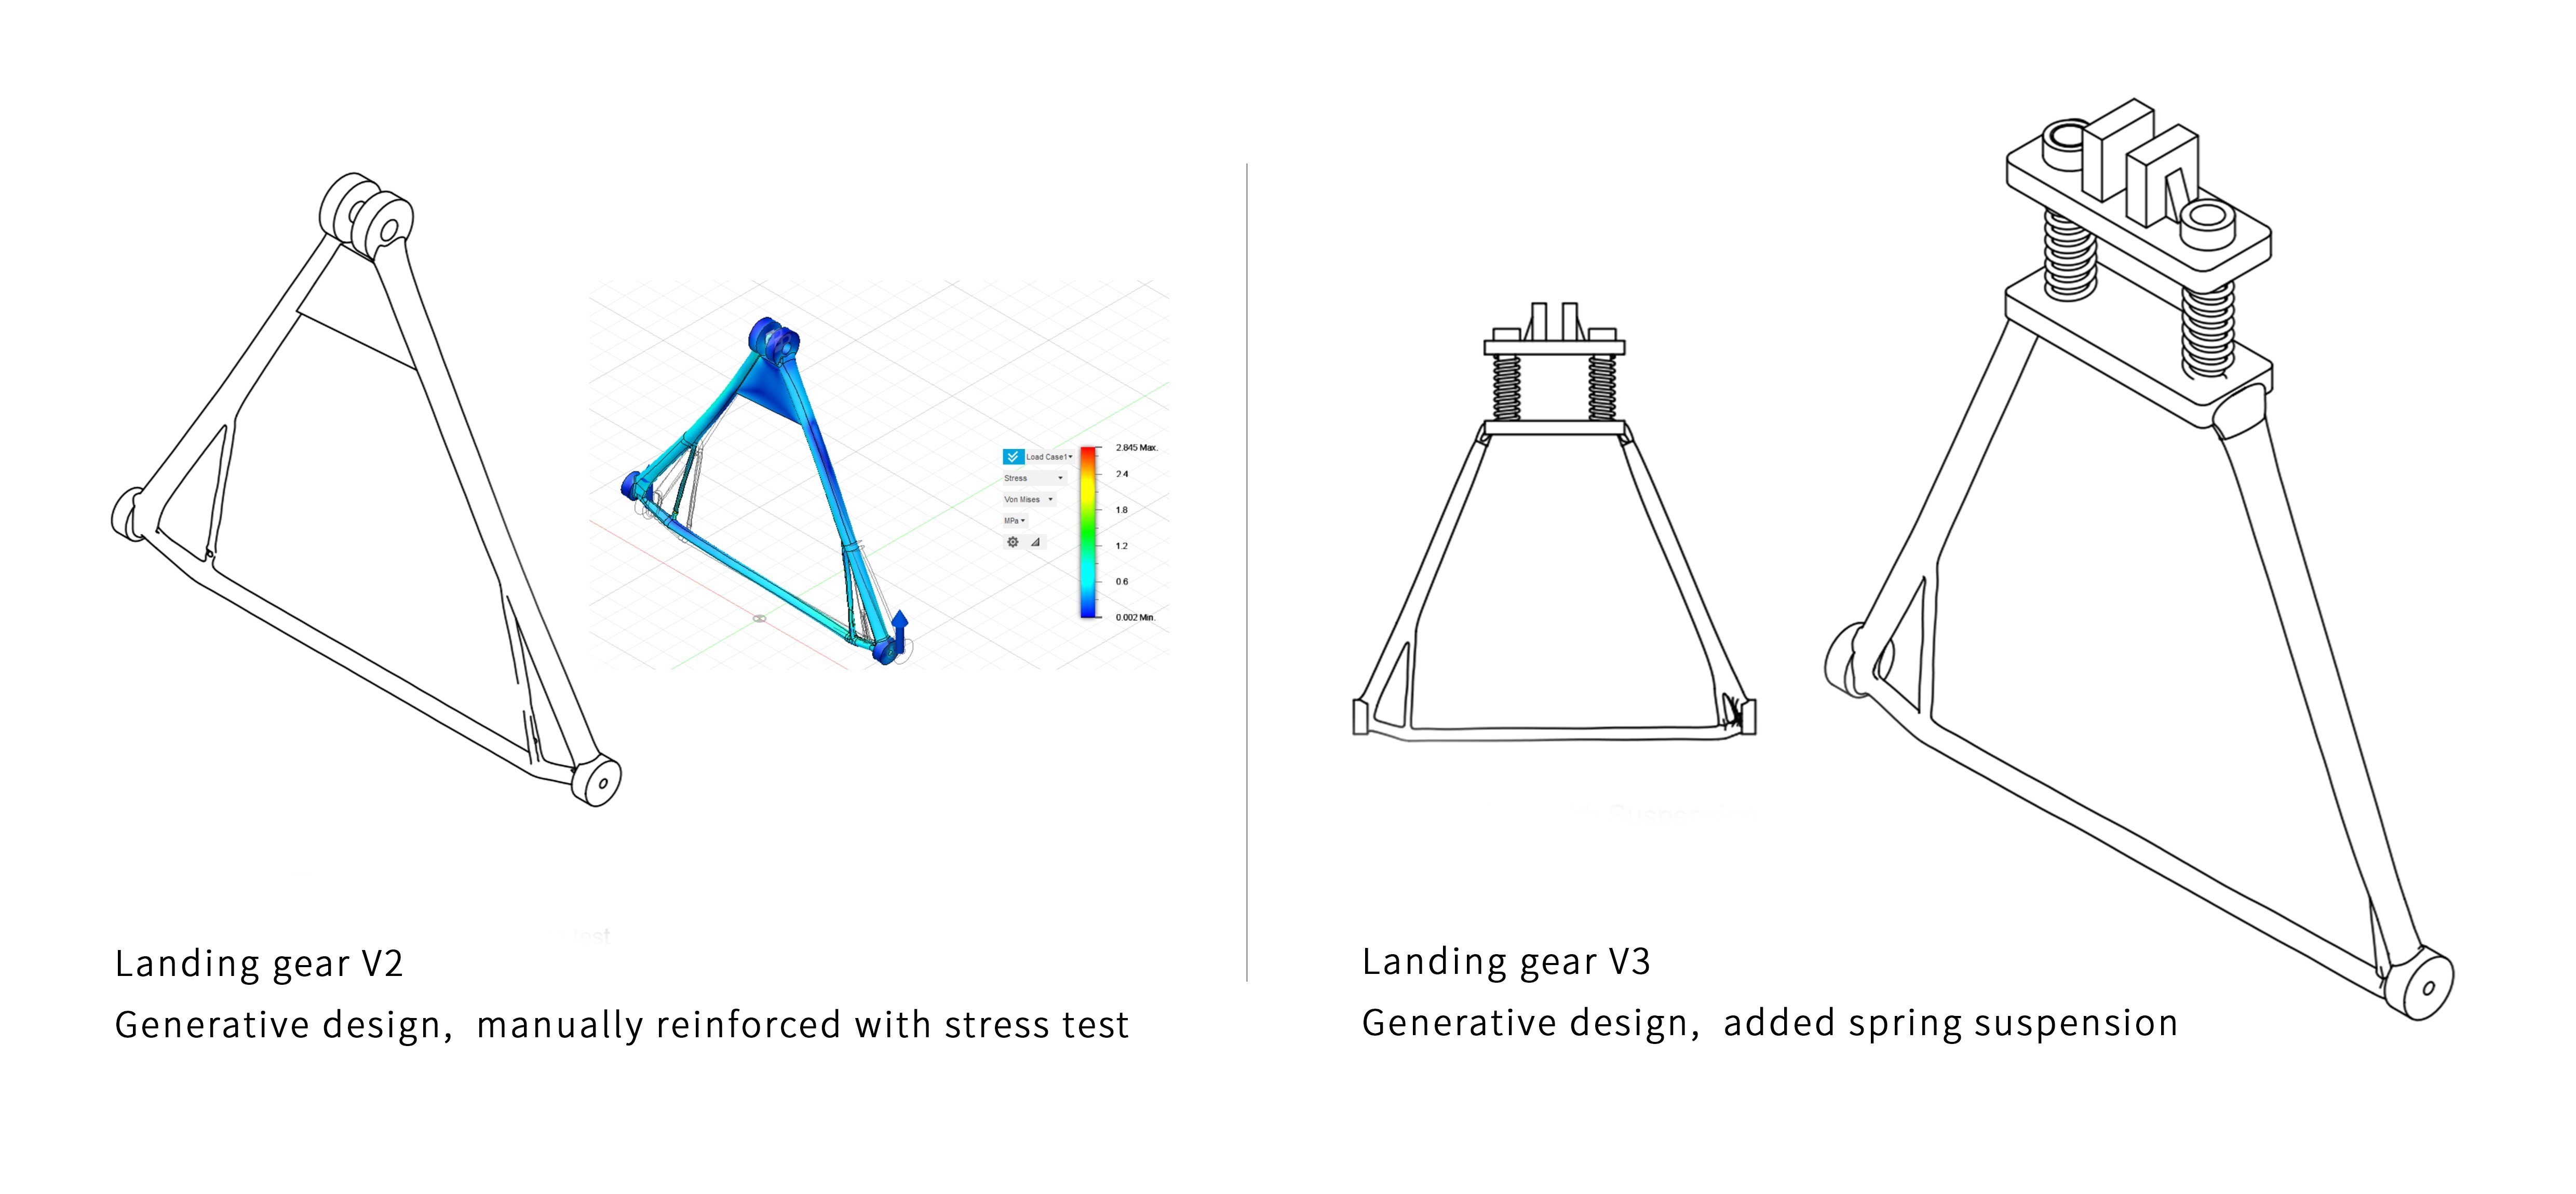 Load Case1
Stress
Von Mises
MPa
2.845 Max.
2.4
1.8
1.2
0.6
0.002 Min.
Landing gear V2
Generative design, manually reinforced with stress test
Landing gear V3
Generative design, added spring suspension